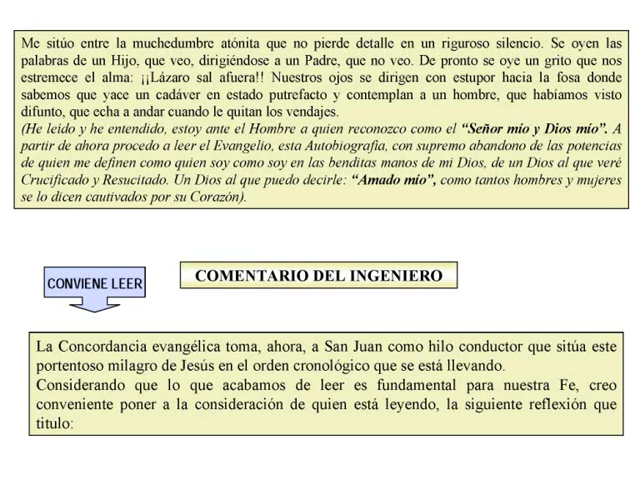 Me sitúo entre la muchedumbre atónita que no pierde detalle en un riguroso silencio. Se oyen las
palabras de un Hijo, que veo, dirigiéndose a un Padre, que no veo. De pronto se oye un grito que nos
estremece el alma: ¡¡Lázaro sal afuera!! Nuestros ojos se dirigen con estupor hacia la fosa donde
sabemos que yace un cadáver en estado putrefacto y contemplan a un hombre, que habíamos visto
difunto, que echa a andar cuando le quitan los vendajes.
(He leido y he entendido, estoy ante el Hombre a quien reconozco como el “Señor mío y Dios mío”. A
partir de ahora procedo a leer el Evangelio, esta Autobiografía, con supremo abandono de las potencias
de quien me definen como quien soy como soy en las benditas manos de mi Dios, de un Dios al que veré
Crucificado y Resucitado. Un Dios al que puedo decirle: “Amado mío”, como tantos hombres y mujeres
se lo dicen cautivados por su Corazón).
CONVIENE LEER
COMENTARIO DEL INGENIERO
La Concordancia evangélica toma, ahora, a San Juan como hilo conductor que sitúa este
portentoso milagro de Jesús en el orden cronológico que se está llevando.
Considerando que lo que acabamos de leer es fundamental para nuestra Fe, creo
conveniente poner a la consideración de quien está leyendo, la siguiente reflexión que
titulo: